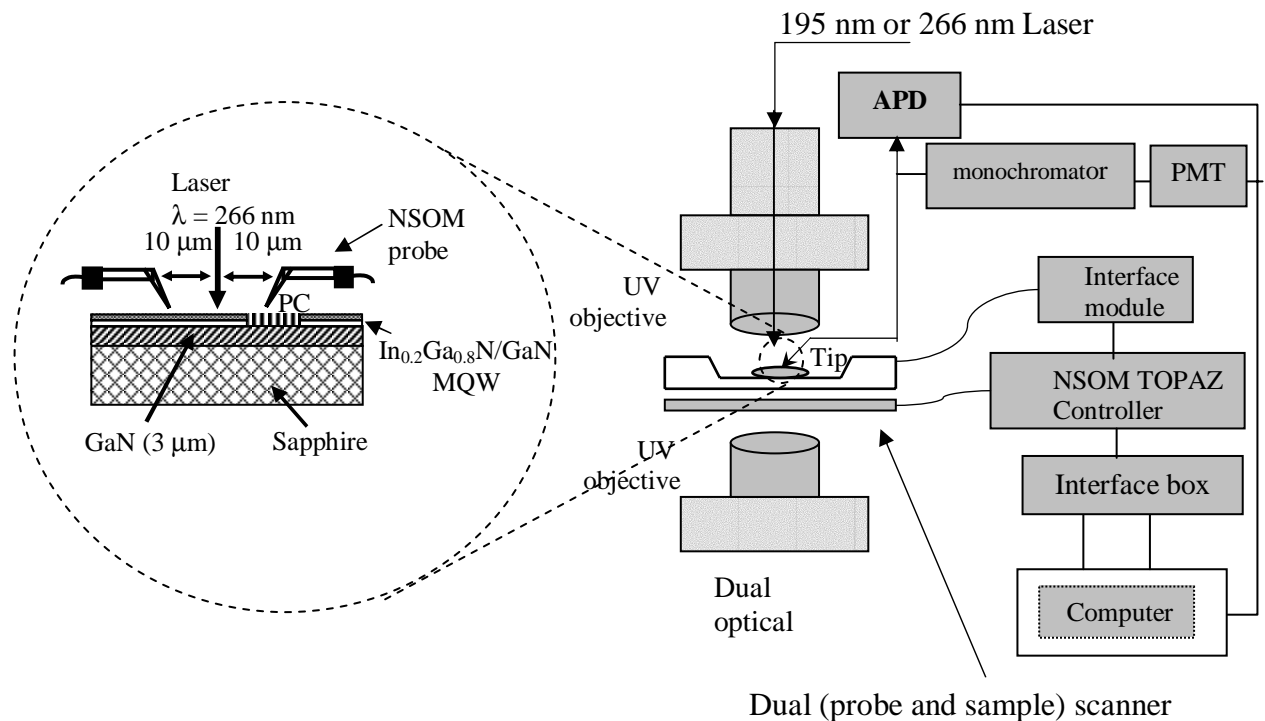 195 nm or 266 nm Laser
APD
monochromator
PMT
Laser
λ = 266 nm
10 μm 10 μm
NSOM
probe
PC
In0.2Ga0.8N/GaN
MQW
GaN (3 μm)
Sapphire
UV
objective
Tip
UV
objective
Interface
module
NSOM TOPAZ
Controller
Interface box
Computer
Dual
optical
Dual (probe and sample) scanner